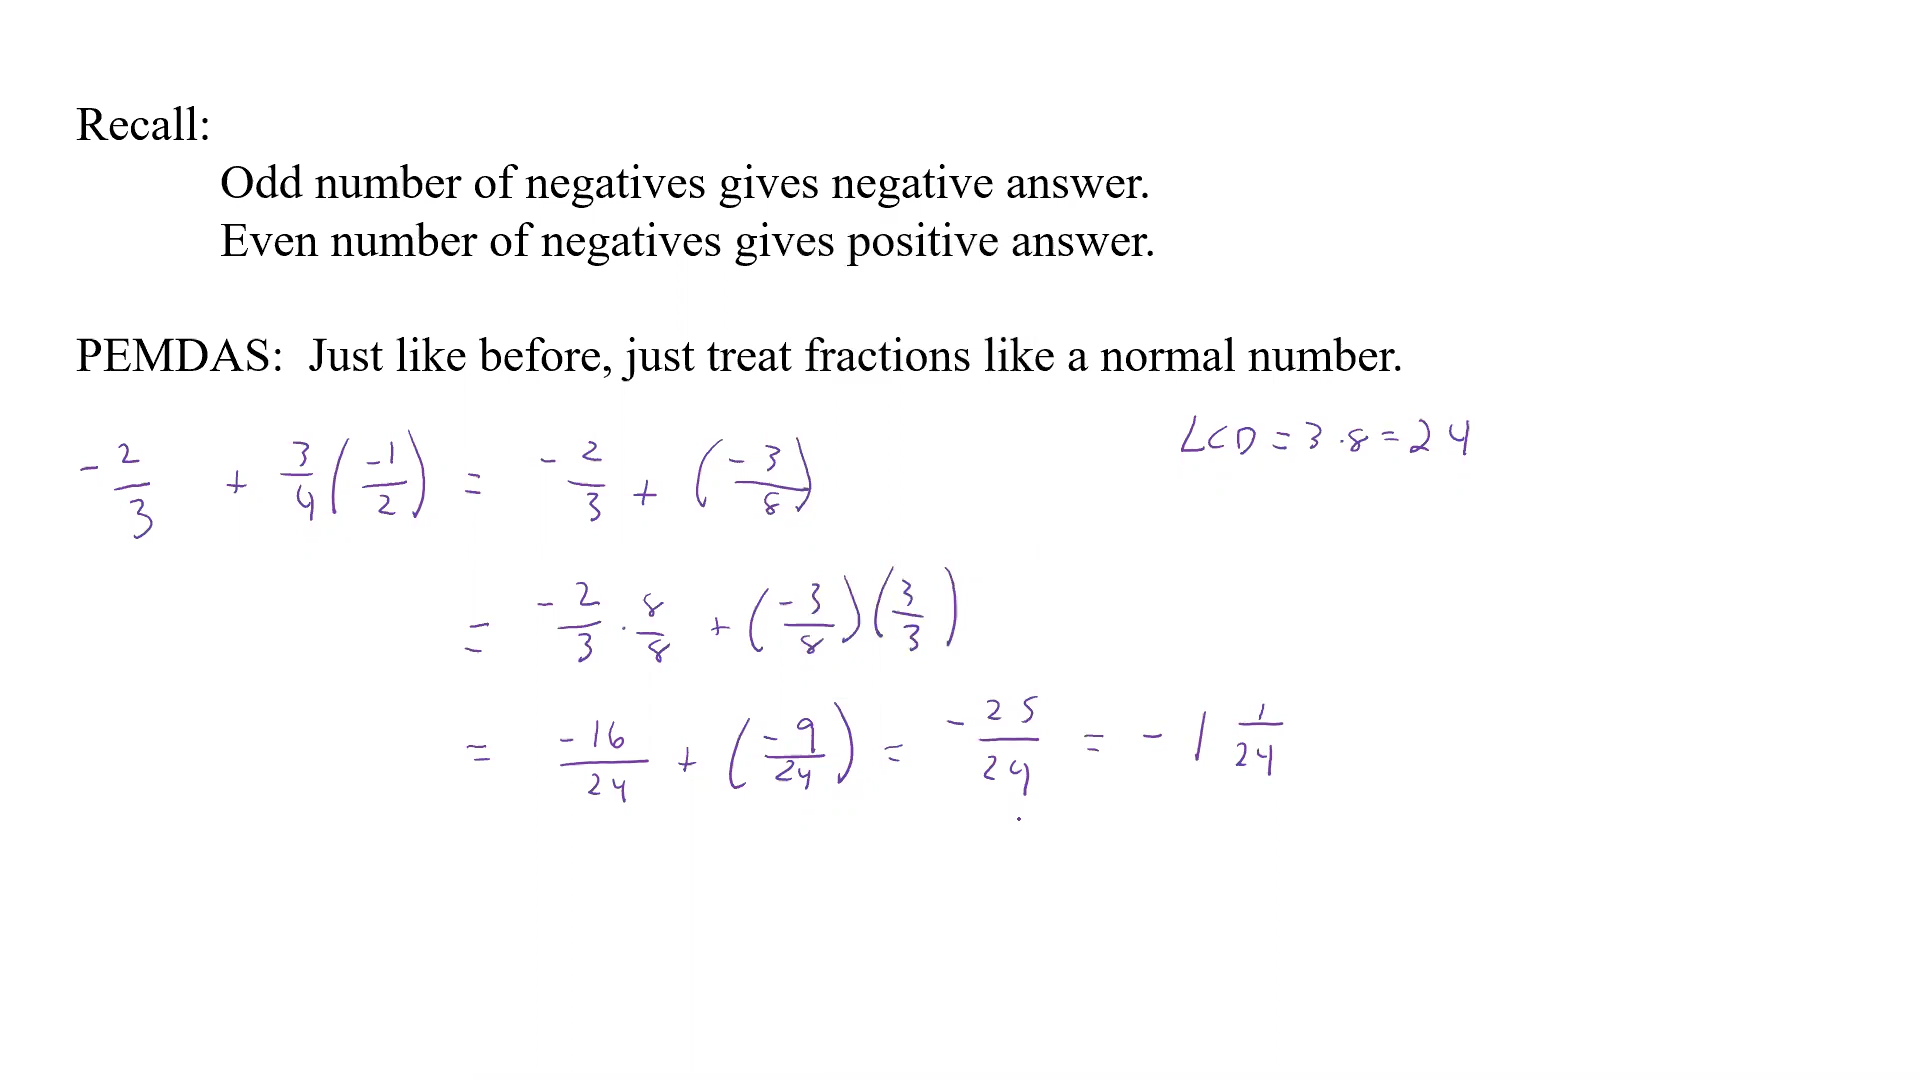 Recall:
Odd number of negatives gives negative answer.
Even number of negatives gives positive answer.
PEMDAS: Just like before, just treat fractions like a normal number.
-2/3 + 3/4 (-1/2) = -2/3 + (-3/8)
LCD = 3 · 8 = 24
= -2/3 · 8/8 + (-3/8)(3/3)
= -16/24 + (-9/24) = -25/24 = -1 1/24